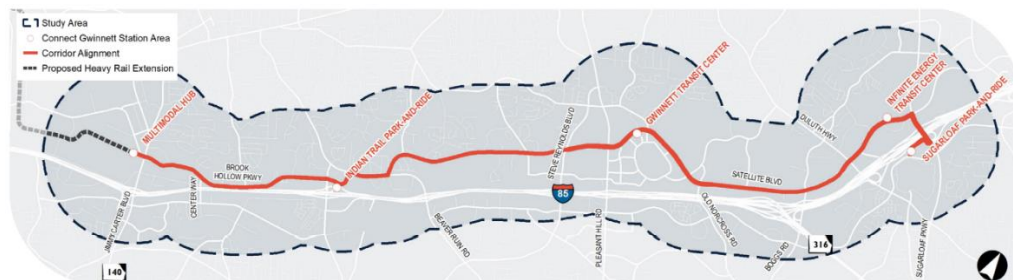 Study Area
Connect Gwinnett Station Area
Corridor Alignment
Proposed Heavy Rail Extension
MULTIMODAL HUB
INDIAN TRAIL PARK-AND-RIDE
GWINNETT TRANSIT CENTER
INFINITE ENERGY
TRANSIT CENTER
SUGARLOAF PARK-AND-RIDE
BROOK
HOLLOW PKWY
CENTER WAY
JIMMY CARTER BLVD
140
BEAVER RUIN RD
STEVE REYNOLDS BLVD
85
PLEASANT HILL RD
OLD NORCROSS RD
SATELLITE BLVD
DULUTH HWY
BOGGS RD
316
SUGARLOAF PKWY